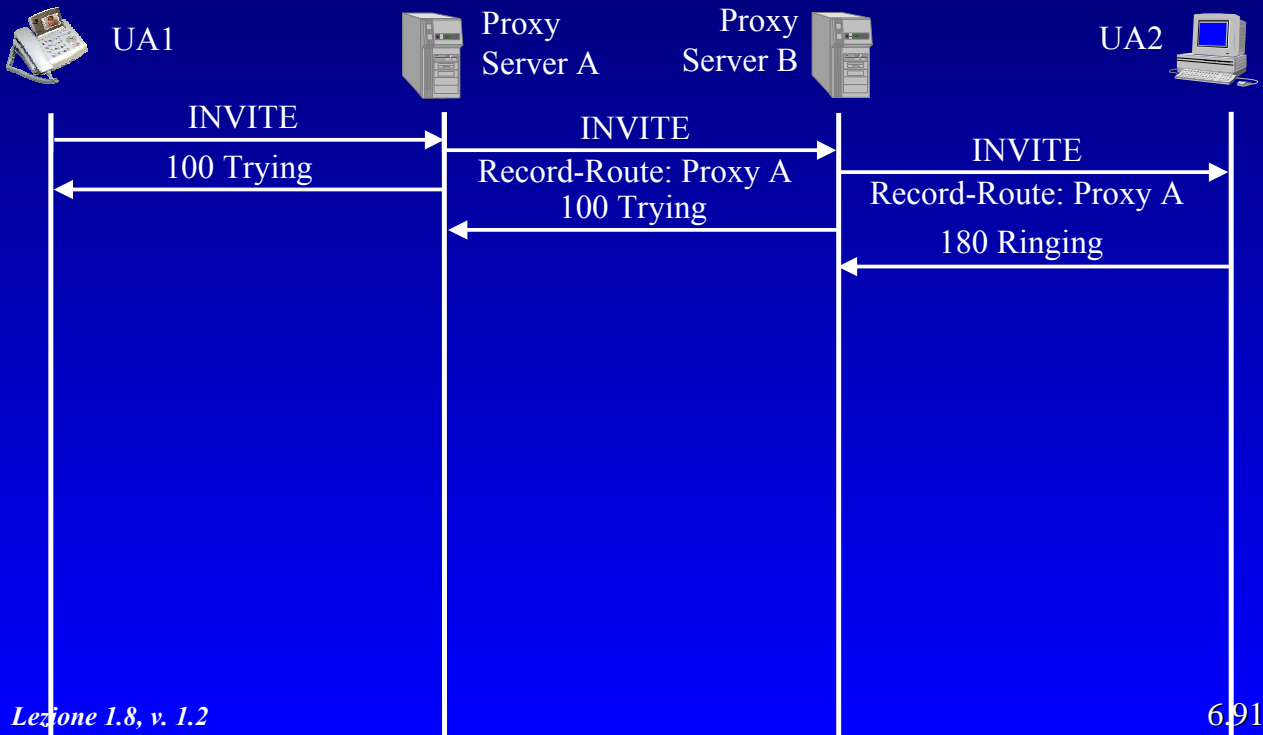 UA1
Proxy
Server A
Proxy
Server B
UA2
INVITE
100 Trying
INVITE
Record-Route: Proxy A
100 Trying
INVITE
Record-Route: Proxy A
180 Ringing
Lezione 1.8, v. 1.2
6.91